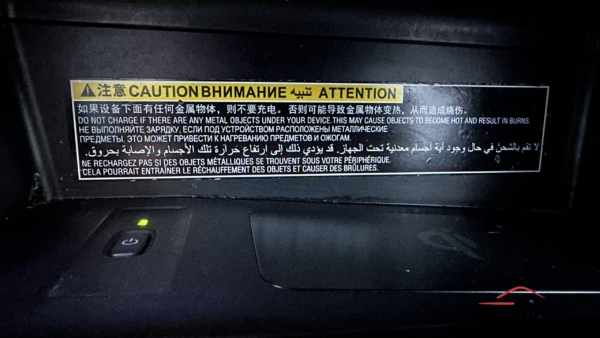 注意 CAUTION ВНИМАНИЕ تنبيه ATTENTION
如果设备下面有任何金属物体，则不要充电。否则可能导致金属物体变热，从而造成烧伤。
DO NOT CHARGE IF THERE ARE ANY METAL OBJECTS UNDER YOUR DEVICE.THIS MAY CAUSE OBJECTS TO BECOME HOT AND RESULT IN BURNS.
НЕ ВЫПОЛНЯЙТЕ ЗАРЯДКУ, ЕСЛИ ПОД УСТРОЙСТВОМ РАСПОЛОЖЕНЫ МЕТАЛЛИЧЕСКИЕ
ПРЕДМЕТЫ. ЭТО МОЖЕТ ПРИВЕСТИ К НАГРЕВАНИЮ ПРЕДМЕТОВ И ОЖОГАМ.
لا تقم بالشحن في حال وجود أية أجسام معدنية تحت الجهاز. قد يؤدي ذلك إلى ارتفاع حرارة تلك الأجسام والإصابة بحروق.
NE RECHARGEZ PAS SI DES OBJETS MÉTALLIQUES SE TROUVENT SOUS VOTRE PÉRIPHÉRIQUE.
CELA POURRAIT ENTRAÎNER LE RÉCHAUFFEMENT DES OBJETS ET CAUSER DES BRÛLURES.